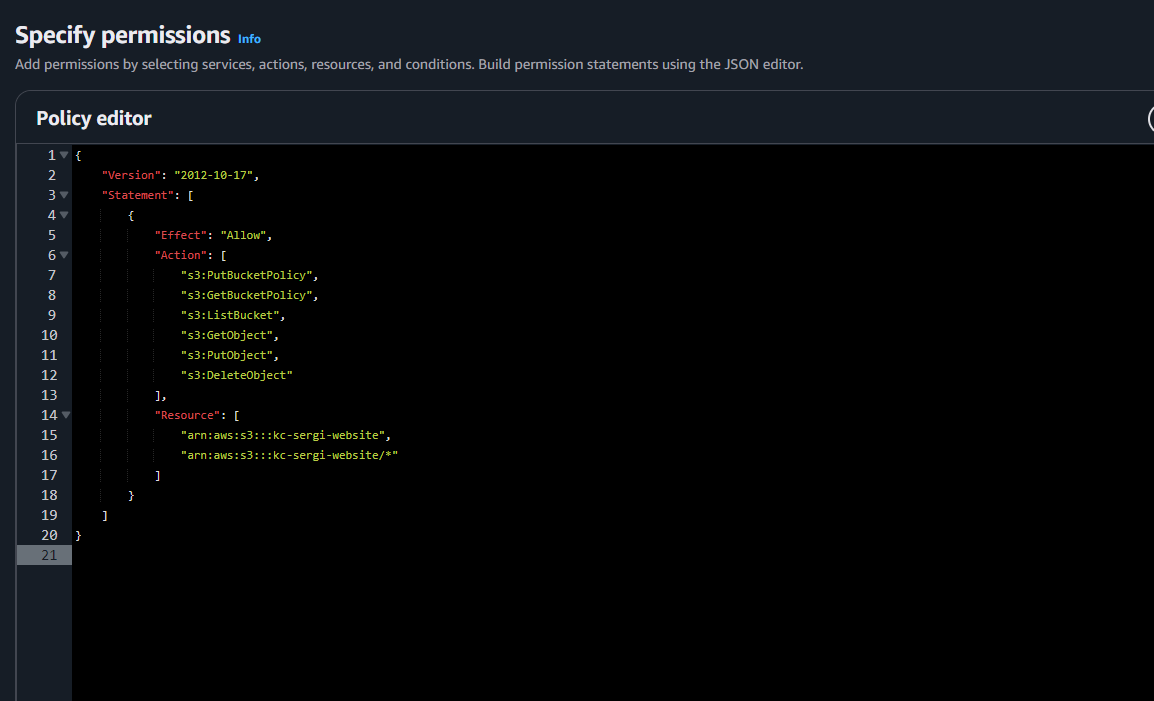 Specify permissions Info
Add permissions by selecting services, actions, resources, and conditions. Build permission statements using the JSON editor.
Policy editor
1 {
2 "Version": "2012-10-17",
3 "Statement": [
4 {
5 "Effect": "Allow",
6 "Action": [
7 "s3:PutBucketPolicy",
8 "s3:GetBucketPolicy",
9 "s3:ListBucket",
10 "s3:GetObject",
11 "s3:PutObject",
12 "s3:DeleteObject"
13 ],
14 "Resource": [
15 "arn:aws:s3:::kc-sergi-website",
16 "arn:aws:s3:::kc-sergi-website/*"
17 ]
18 }
19 ]
20 }
21